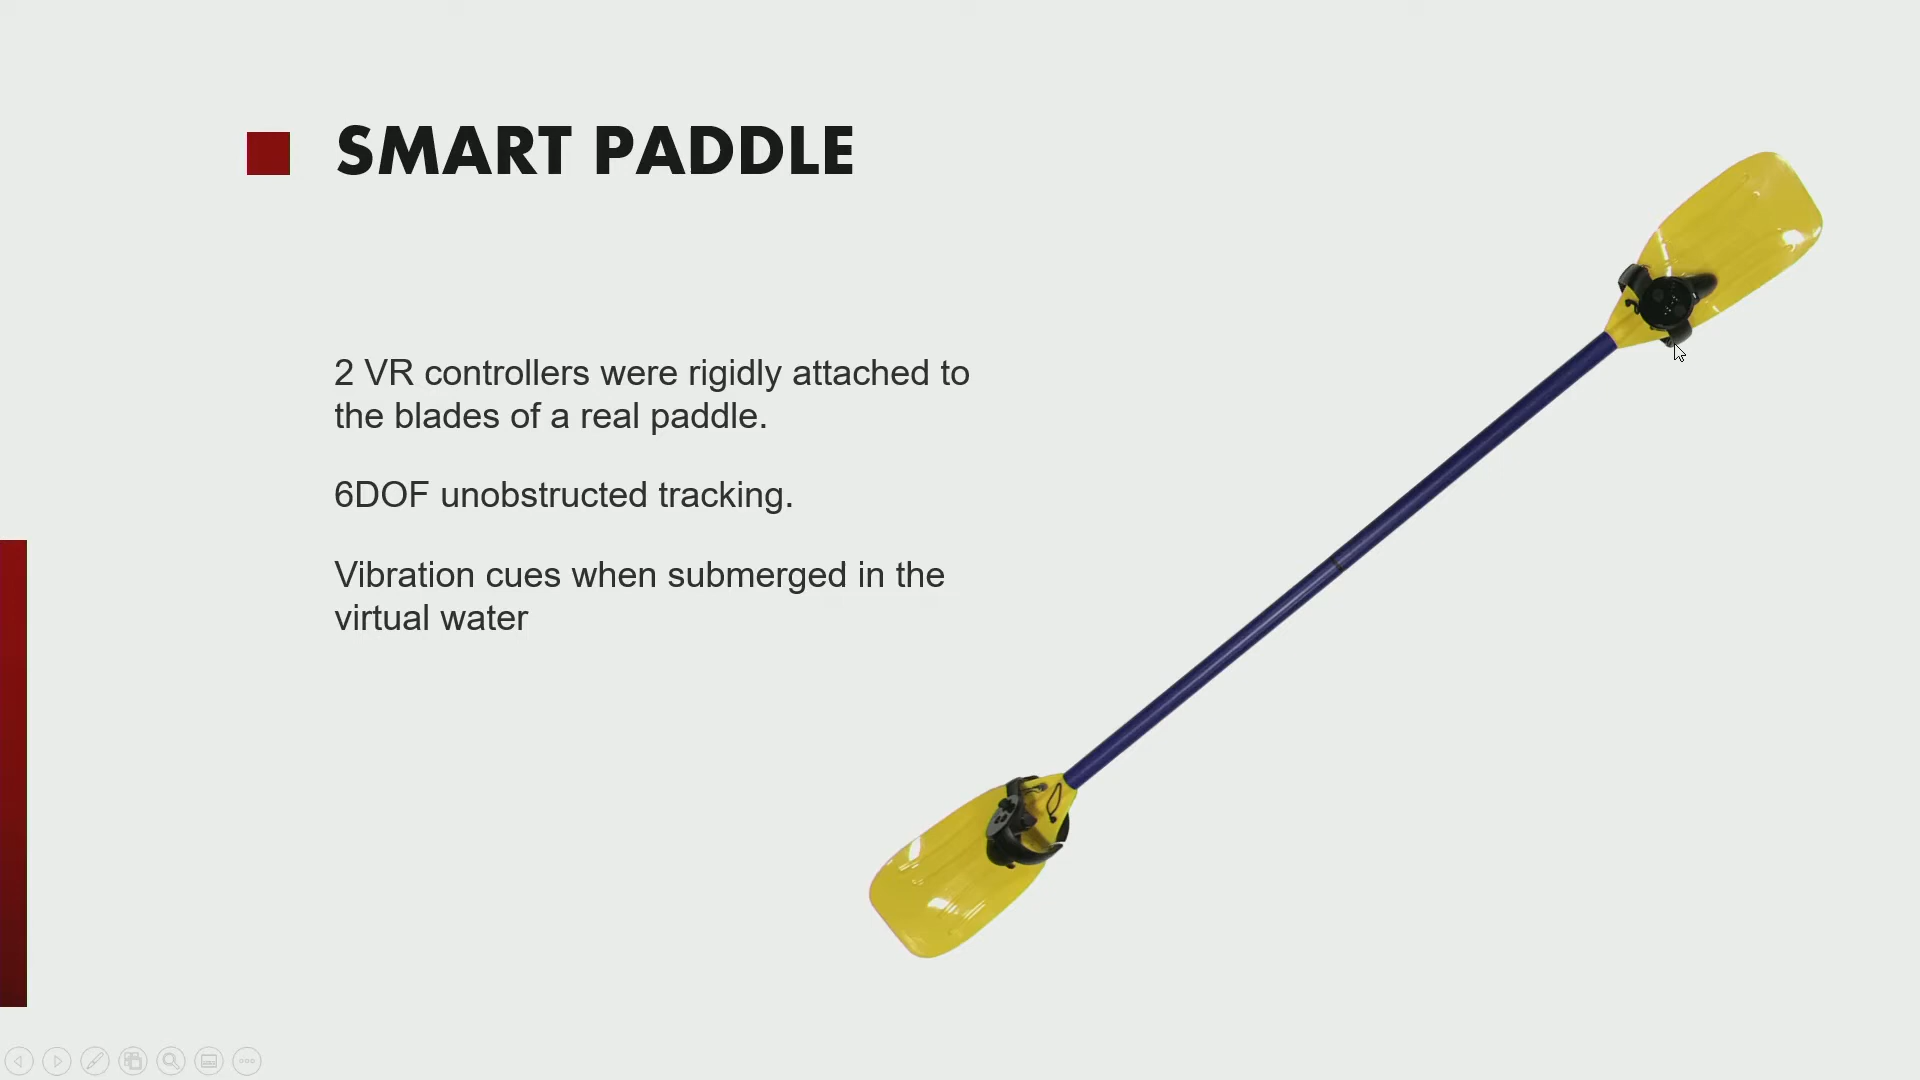 SMART PADDLE
2 VR controllers were rigidly attached to
the blades of a real paddle.
6DOF unobstructed tracking.
Vibration cues when submerged in the
virtual water